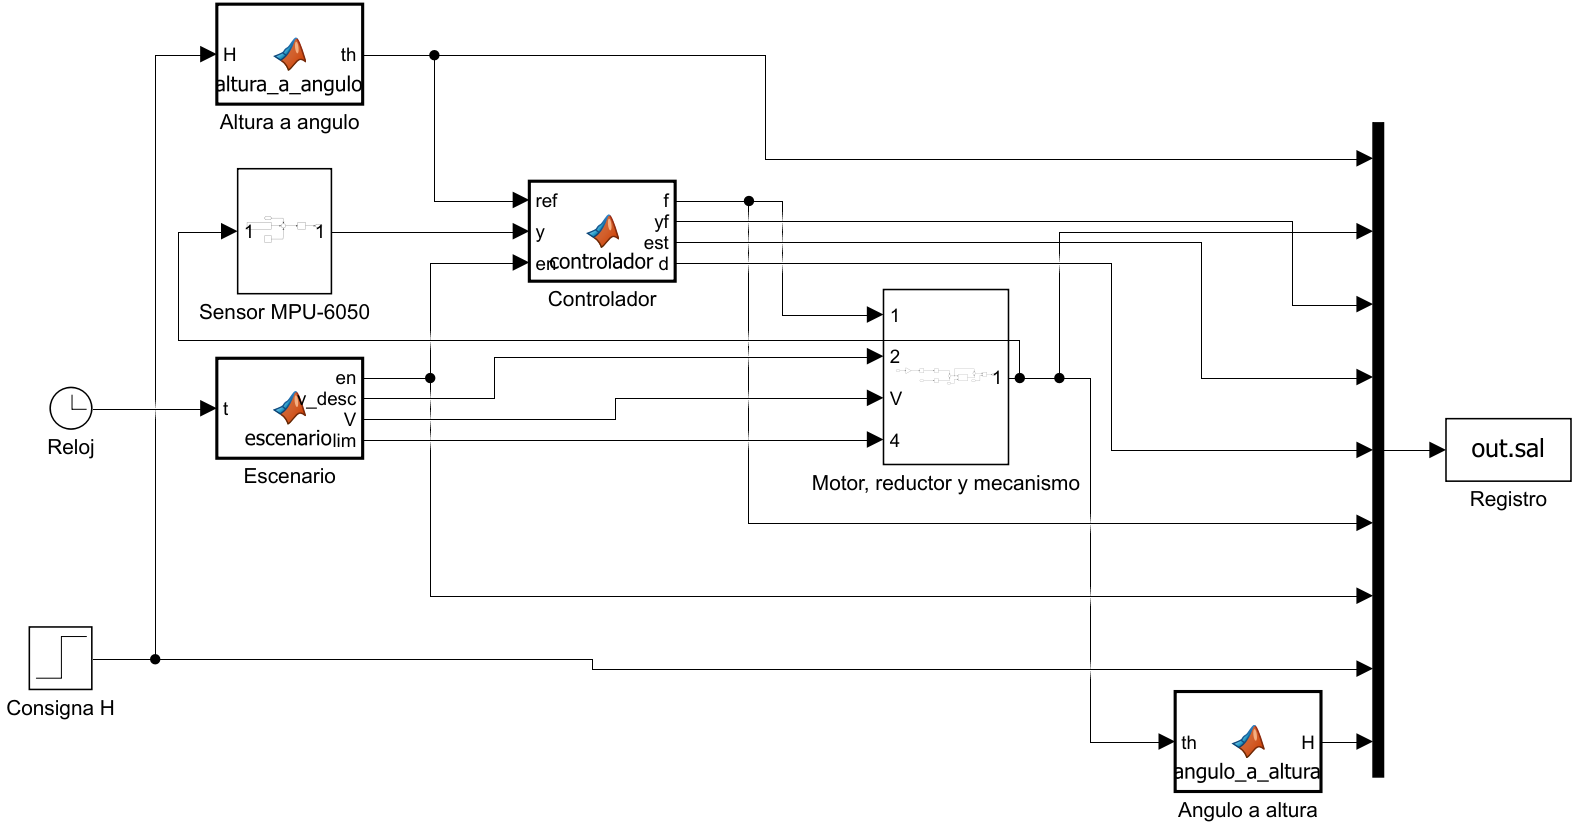 H
th
altura_a_angulo
Altura a angulo
1
1
Sensor MPU-6050
ref
y
en
f
yf
est
d
controlador
Controlador
1
2
V
4
1
Motor, reductor y mecanismo
Reloj
t
en
v_desc
V
lim
escenario
Escenario
out.sal
Registro
Consigna H
th
H
angulo_a_altura
Angulo a altura